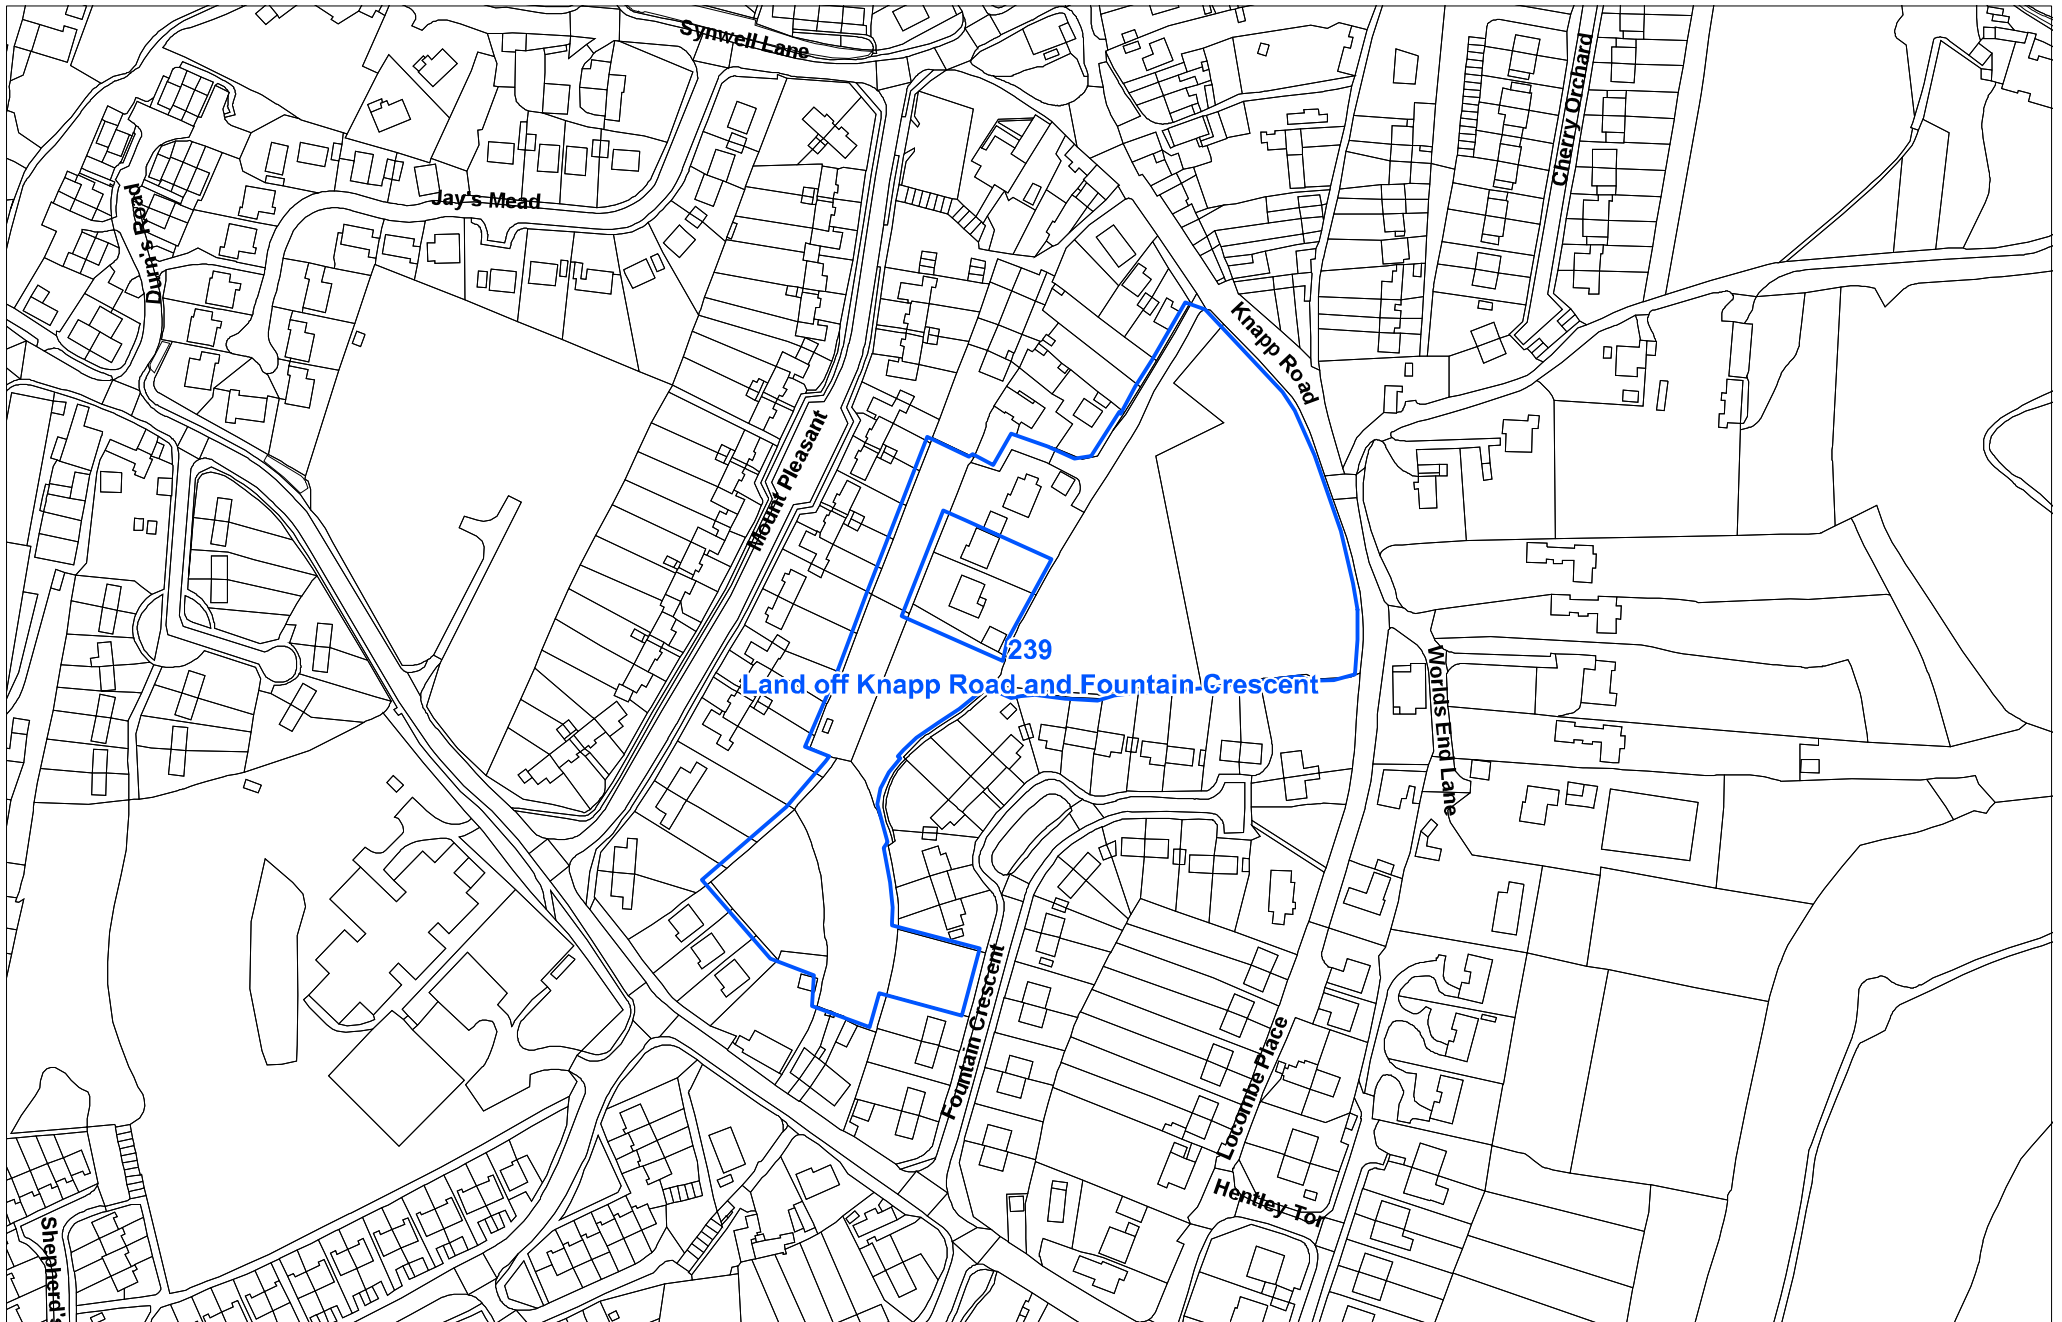 Synwell Lane
Cherry Orchard
Jay's Mead
Dunn's Road
Knapp Road
Mount Pleasant
239
Land off Knapp Road and Fountain Crescent
Worlds End Lane
Fountain Crescent
Locombe Place
Hentley Tor
Shepherd's